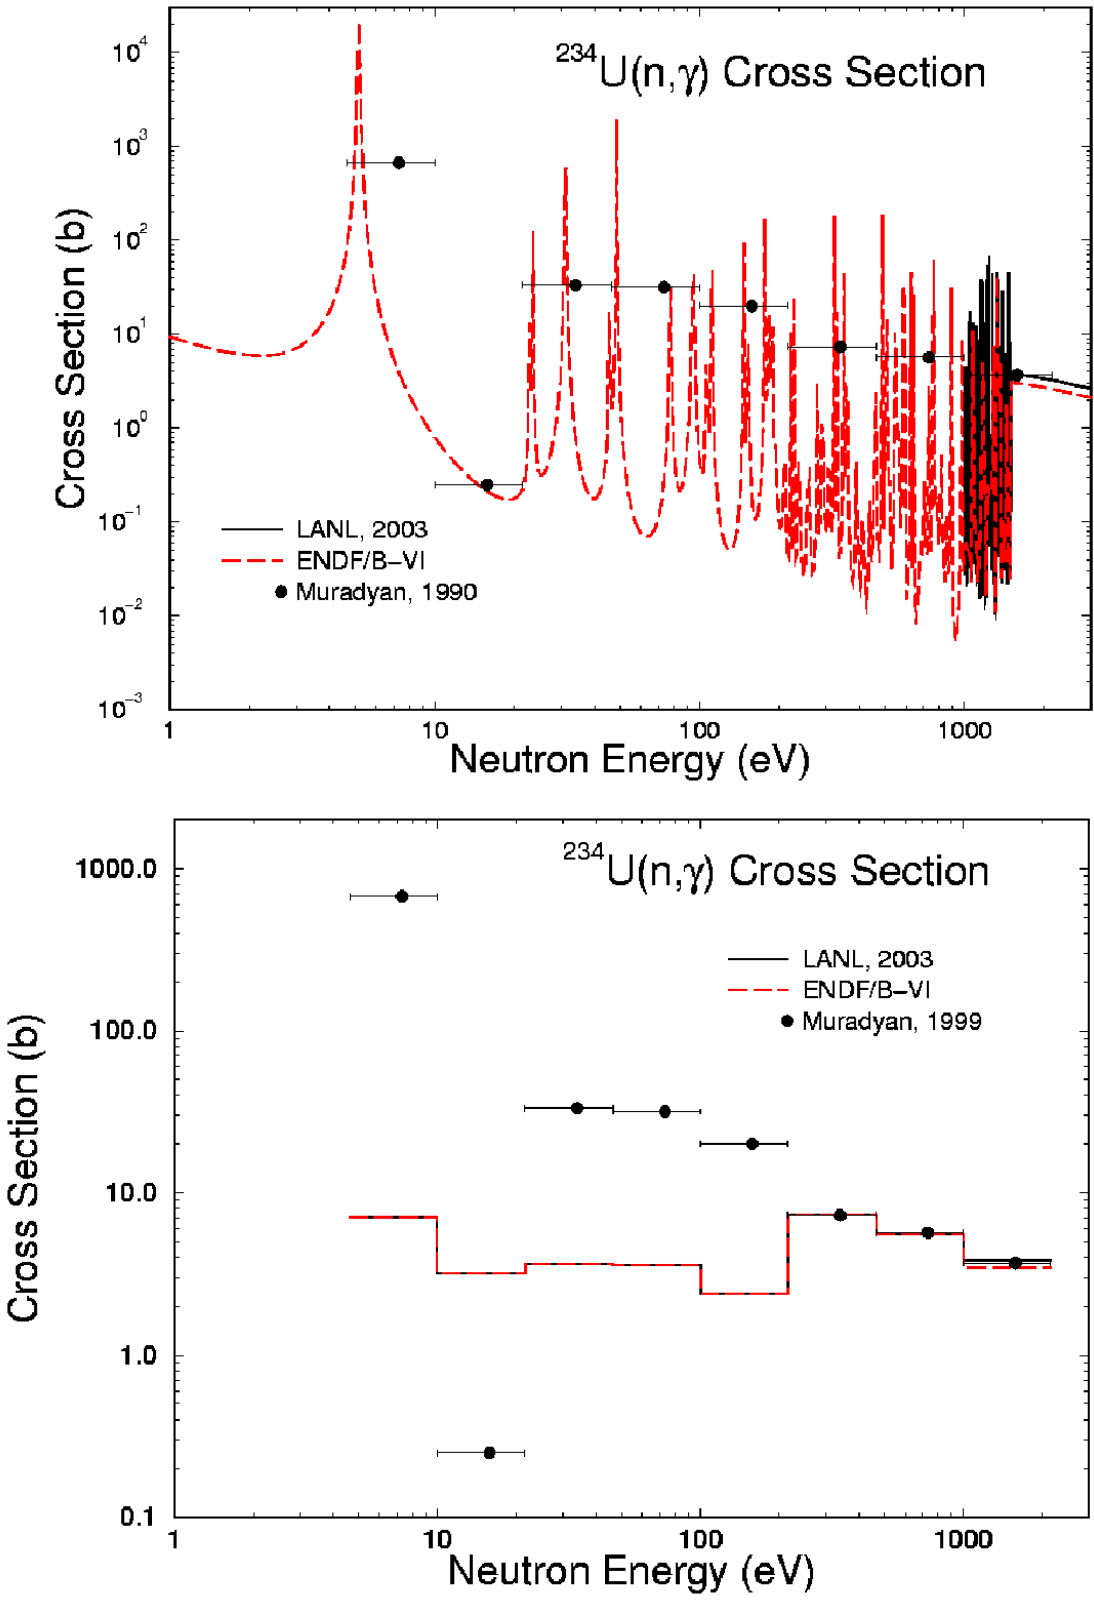 ²³⁴U(n,γ) Cross Section
Cross Section (b)
10⁴
10³
10²
10¹
10⁰
10⁻¹
10⁻²
10⁻³
LANL, 2003
ENDF/B−VI
Muradyan, 1990
1 10 100 1000
Neutron Energy (eV)
²³⁴U(n,γ) Cross Section
Cross Section (b)
1000.0
100.0
10.0
1.0
0.1
LANL, 2003
ENDF/B−VI
Muradyan, 1999
1 10 100 1000
Neutron Energy (eV)